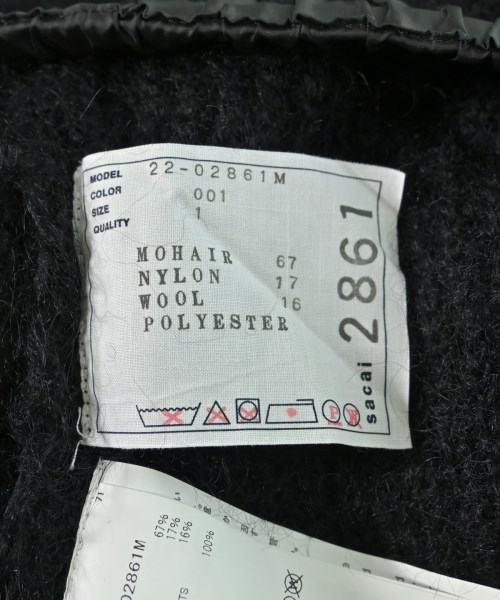 MODEL 22-02861M
COLOR 001
SIZE 1
QUALITY
MOHAIR 67
NYLON 17
WOOL 16
POLYESTER
sacai 2861
02861M
67%
17%
16%
100%